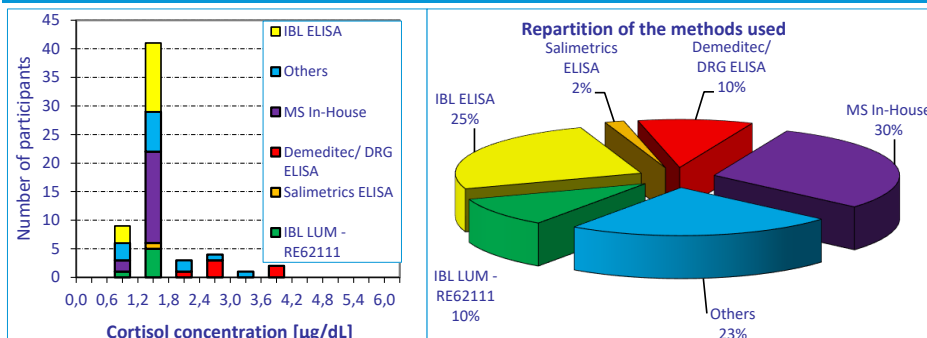 45
40
35
30
25
20
15
10
5
0
Number of participants
0,0 0,6 1,2 1,8 2,4 3,0 3,6 4,2 4,8 5,4 6,0
Cortisol concentration [µg/dL]
IBL ELISA
Others
MS In-House
Demeditec/ DRG
ELISA
Salimetrics ELISA
IBL LUM -
RE62111
Repartition of the methods used
Salimetrics
ELISA
2%
Demeditec/
DRG ELISA
10%
IBL ELISA
25%
MS In-House
30%
IBL LUM -
RE62111
10%
Others
23%